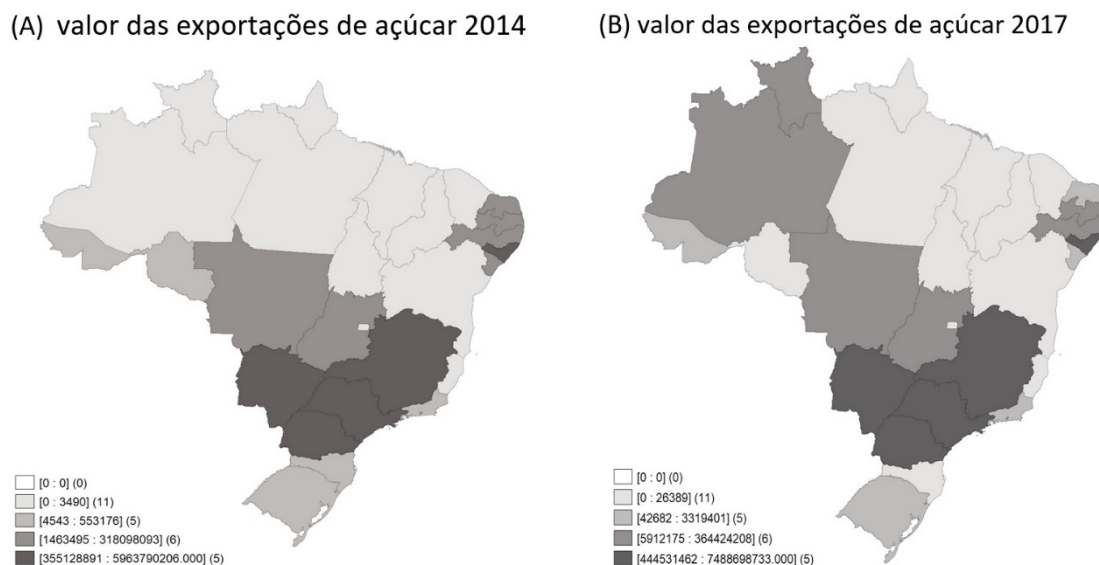 (A) valor das exportações de açúcar 2014
[0 : 0] (0)
[0 : 3490] (11)
[4543 : 553176] (5)
[1463495 : 318098093] (6)
[355128891 : 5963790206.000] (5)
(B) valor das exportações de açúcar 2017
[0 : 0] (0)
[0 : 26389] (11)
[42682 : 3319401] (5)
[5912175 : 364424208] (6)
[444531462 : 7488698733.000] (5)